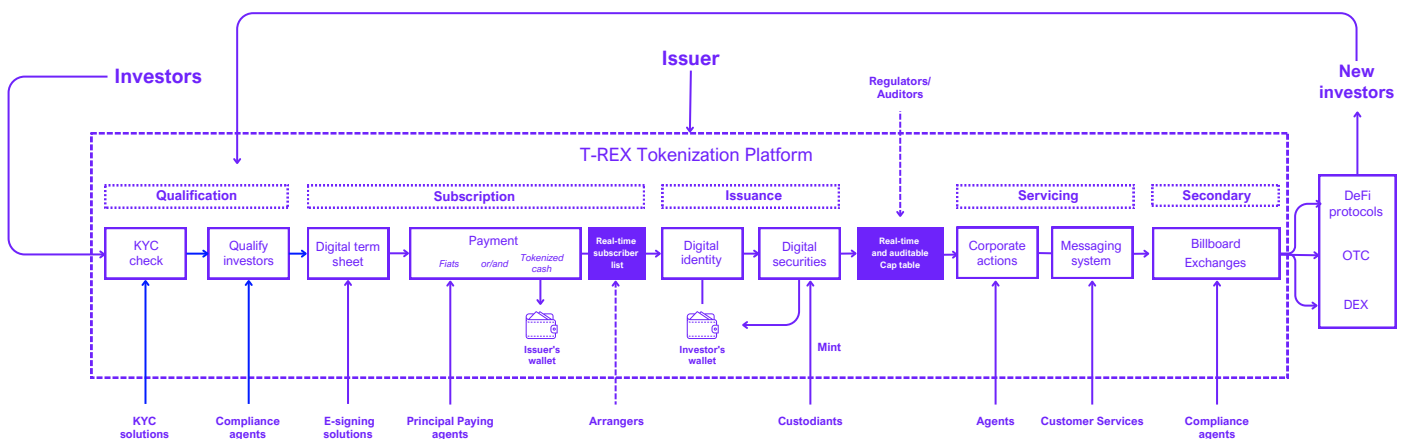 Issuer
Investors
Regulators/
Auditors
New
investors
T-REX Tokenization Platform
Qualification
Subscription
Issuance
Servicing
Secondary
KYC
check
Qualify
investors
Digital term
sheet
Payment
Fiats or/and Tokenized
cash
Real-time
subscriber
list
Digital
identity
Digital
securities
Real-time
and auditable
Cap table
Corporate
actions
Messaging
system
Billboard
Exchanges
DeFi
protocols
OTC
DEX
Issuer's
wallet
Investor's
wallet
Mint
KYC
solutions
Compliance
agents
E-signing
solutions
Principal Paying
agents
Arrangers
Custodiants
Agents
Customer Services
Compliance
agents